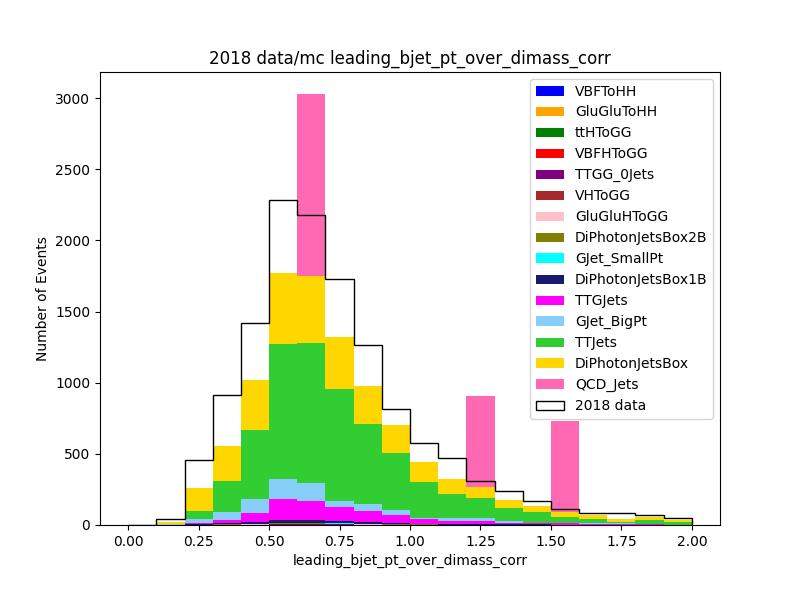 2018 data/mc leading_bjet_pt_over_dimass_corr
Number of Events
3000
2500
2000
1500
1000
500
0
0.00 0.25 0.50 0.75 1.00 1.25 1.50 1.75 2.00
leading_bjet_pt_over_dimass_corr
VBFToHH
GluGluToHH
ttHToGG
VBFHToGG
TTGG_0Jets
VHToGG
GluGluHToGG
DiPhotonJetsBox2B
GJet_SmallPt
DiPhotonJetsBox1B
TTGJets
GJet_BigPt
TTJets
DiPhotonJetsBox
QCD_Jets
2018 data